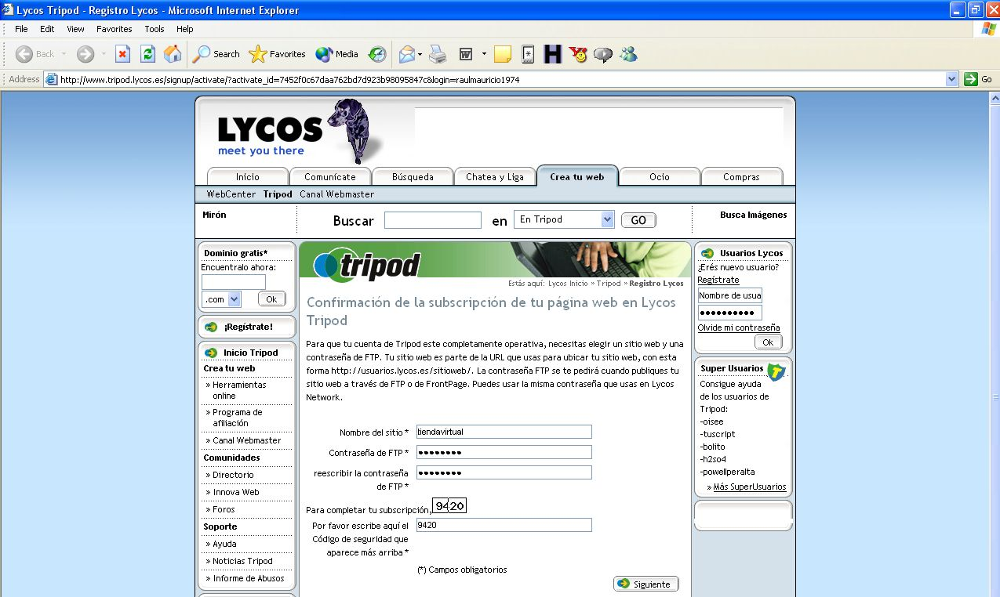 Lycos Tripod - Registro Lycos - Microsoft Internet Explorer
File Edit View Favorites Tools Help
Back Search Favorites Media
Address http://www.tripod.lycos.es/signup/activate/?activate_id=7452f0c67daa762bd7d923b980958428&login=raulmauricio1974 Go
LYCOS
meet you there
Inicio Comunícate Búsqueda Chatea y Liga Crea tu web Ocio Compras
WebCenter Tripod Canal Webmaster
Mirón Buscar en En Tripod GO Busca Imágenes
Dominio gratis*
Encuentralo ahora:
.com Ok
¡Regístrate!
Inicio Tripod
Crea tu web
» Herramientas
online
» Programa de
afiliación
» Canal Webmaster
Comunidades
» Directorio
» Innova Web
» Foros
Soporte
» Ayuda
» Noticias Tripod
» Informe de Abusos
tripod
Estás aquí: Lycos Inicio » Tripod » Registro Lycos
Confirmación de la subscripción de tu página web en Lycos
Tripod
Para que tu cuenta de Tripod este completamente operativa, necesitas elegir un sitio web y una
contraseña de FTP. Tu sitio web es parte de la URL que usas para ubicar tu sitio web, con esta
forma http://usuarios.lycos.es/sitioweb/. La contraseña FTP se te pedirá cuando publiques tu
sitio web a través de FTP o de FrontPage. Puedes usar la misma contraseña que usas en Lycos
Network.
Nombre del sitio * tiendavirtual
Contraseña de FTP * ••••••••
reescribir la contraseña
de FTP * ••••••••
Para completar tu subscripción, 9420
Por favor escribe aquí el 9420
Código de seguridad que
aparece más arriba *
(*) Campos obligatorios
Siguiente
Usuarios Lycos
¿Erés nuevo usuario?
Regístrate
Nombre de usua
••••••••••
Olvide mi contraseña
Ok
Super Usuarios
Consigue ayuda
de los usuarios de
Tripod:
-oisee
-tuscript
-bolito
-h2so4
-powellperalta
» Más SuperUsuarios